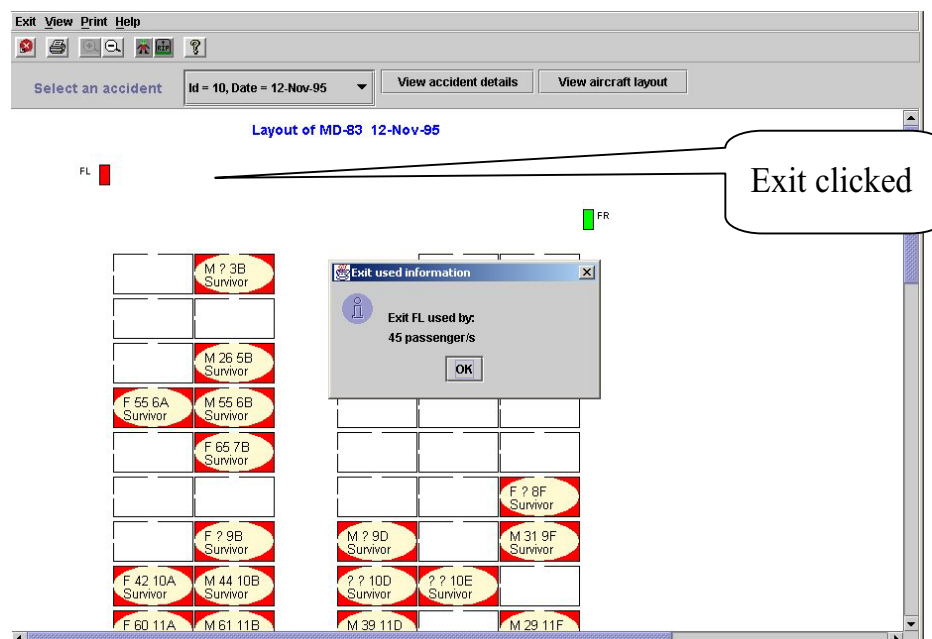 Exit View Print Help
RIP
?
Select an accident
Id = 10, Date = 12-Nov-95
View accident details
View aircraft layout
Layout of MD-83 12-Nov-95
Exit clicked
FL
FR
M ? 3B
Survivor
Exit used information
Exit FL used by:
45 passenger/s
OK
M 26 5B
Survivor
F 55 6A
Survivor
M 55 6B
Survivor
F 65 7B
Survivor
F ? 8F
Survivor
F ? 9B
Survivor
M ? 9D
Survivor
M 31 9F
Survivor
F 42 10A
Survivor
M 44 10B
Survivor
? ? 10D
Survivor
? ? 10E
Survivor
F 60 11A
M 61 11B
M 39 11D
M 29 11F